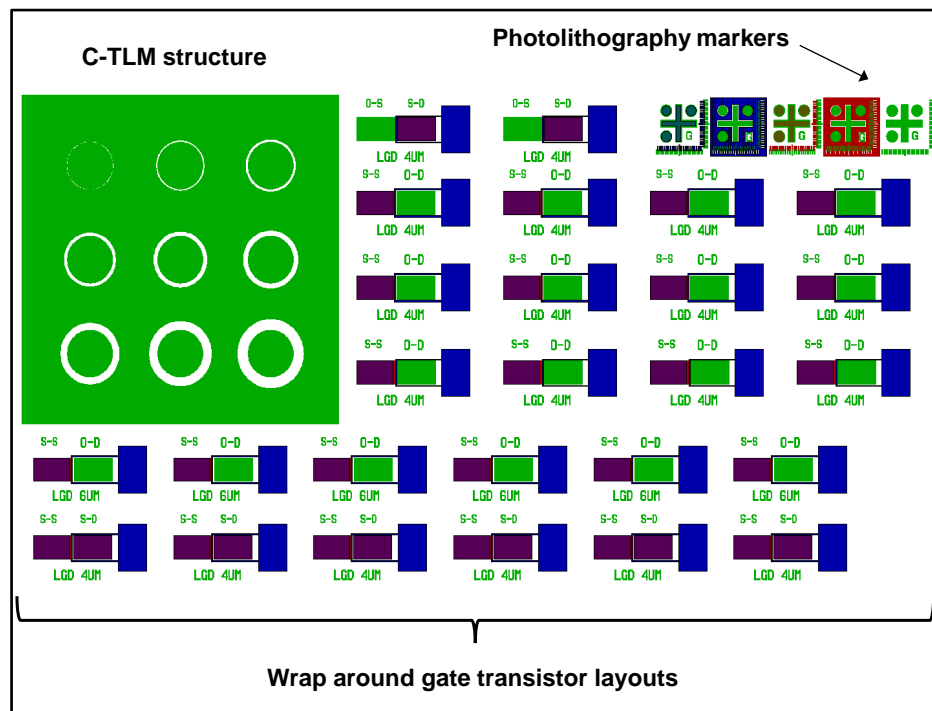 Photolithography markers
C-TLM structure
O-S S-D O-S S-D
G G G G G
LGD 4UM LGD 4UM
S-S O-D S-S O-D S-S O-D S-S O-D
LGD 4UM LGD 4UM LGD 4UM LGD 4UM
S-S O-D S-S O-D S-S O-D S-S O-D
LGD 4UM LGD 4UM LGD 4UM LGD 4UM
S-S O-D S-S O-D S-S O-D S-S O-D
LGD 4UM LGD 4UM LGD 4UM LGD 4UM
S-S O-D S-S O-D S-S O-D S-S O-D S-S O-D S-S O-D
LGD 6UM LGD 6UM LGD 6UM LGD 6UM LGD 6UM LGD 6UM
S-S S-D S-S S-D S-S S-D S-S S-D S-S S-D S-S S-D
LGD 4UM LGD 4UM LGD 4UM LGD 4UM LGD 4UM LGD 4UM
Wrap around gate transistor layouts